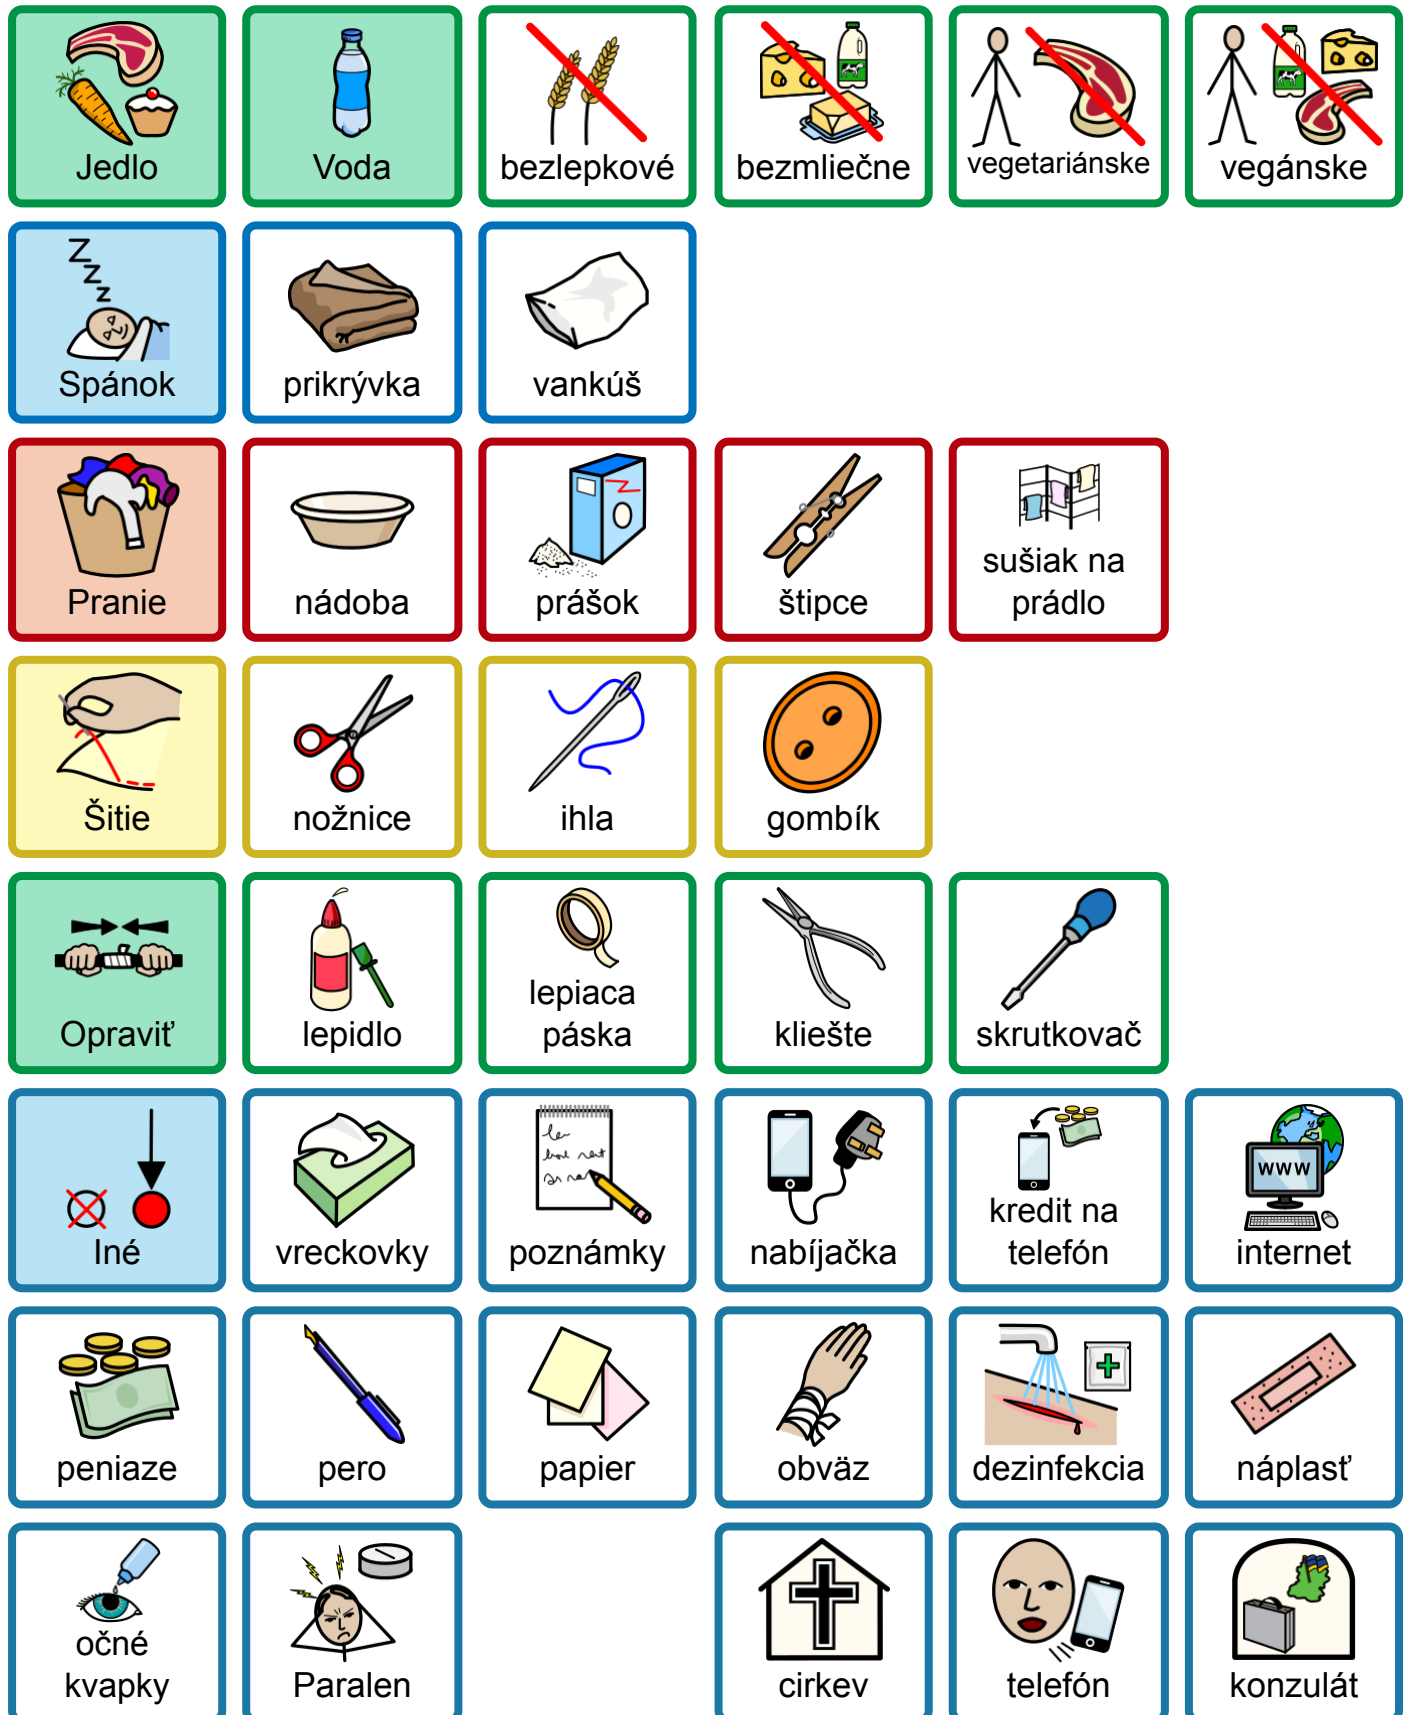 Jedlo
Voda
bezlepkové
bezmliečne
vegetariánske
vegánske
Z
z
z
Spánok
prikrývka
vankúš
Pranie
nádoba
prášok
štipce
sušiak na
prádlo
Šitie
nožnice
ihla
gombík
Opraviť
lepidlo
lepiaca
páska
kliešte
skrutkovač
Iné
vreckovky
poznámky
nabíjačka
kredit na
telefón
www
internet
peniaze
pero
papier
obväz
dezinfekcia
náplasť
očné
kvapky
Paralen
cirkev
telefón
konzulát